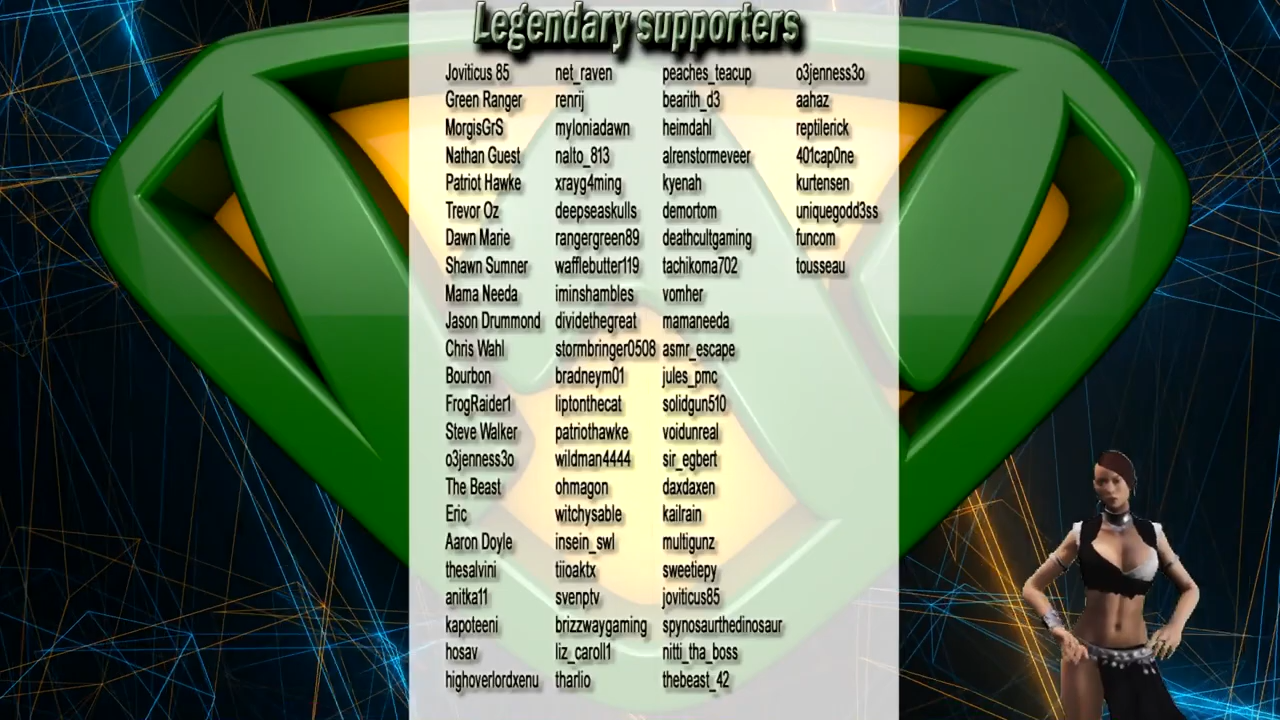 Legendary supporters
Joviticus 85 net_raven peaches_teacup o3jenness3o
Green Ranger renrij bearith_d3 aahaz
MorgisGrS myloniadawn heimdahl reptilerick
Nathan Guest nalto_813 alrenstormeveer 401cap0ne
Patriot Hawke xrayg4ming kyenah kurtensen
Trevor Oz deepseaskulls demortom uniquegodd3ss
Dawn Marie rangergreen89 deathcultgaming funcom
Shawn Sumner wafflebutter119 tachikoma702 tousseau
Mama Needa iminshambles vomher
Jason Drummond dividethegreat mamaneeda
Chris Wahl stormbringer0508 asmr_escape
Bourbon bradneym01 jules_pmc
FrogRaider1 liptonthecat solidgun510
Steve Walker patriothawke voidunreal
o3jenness3o wildman4444 sir_egbert
The Beast ohmagon daxdaxen
Eric witchysable kailrain
Aaron Doyle insein_swl multigunz
thesalvini tiioaktx sweetiepy
anitka11 svenptv joviticus85
kapoteeni brizzwaygaming spynosaurthedinosaur
hosav liz_caroll1 nitti_tha_boss
highoverlordxenu tharlio thebeast_42